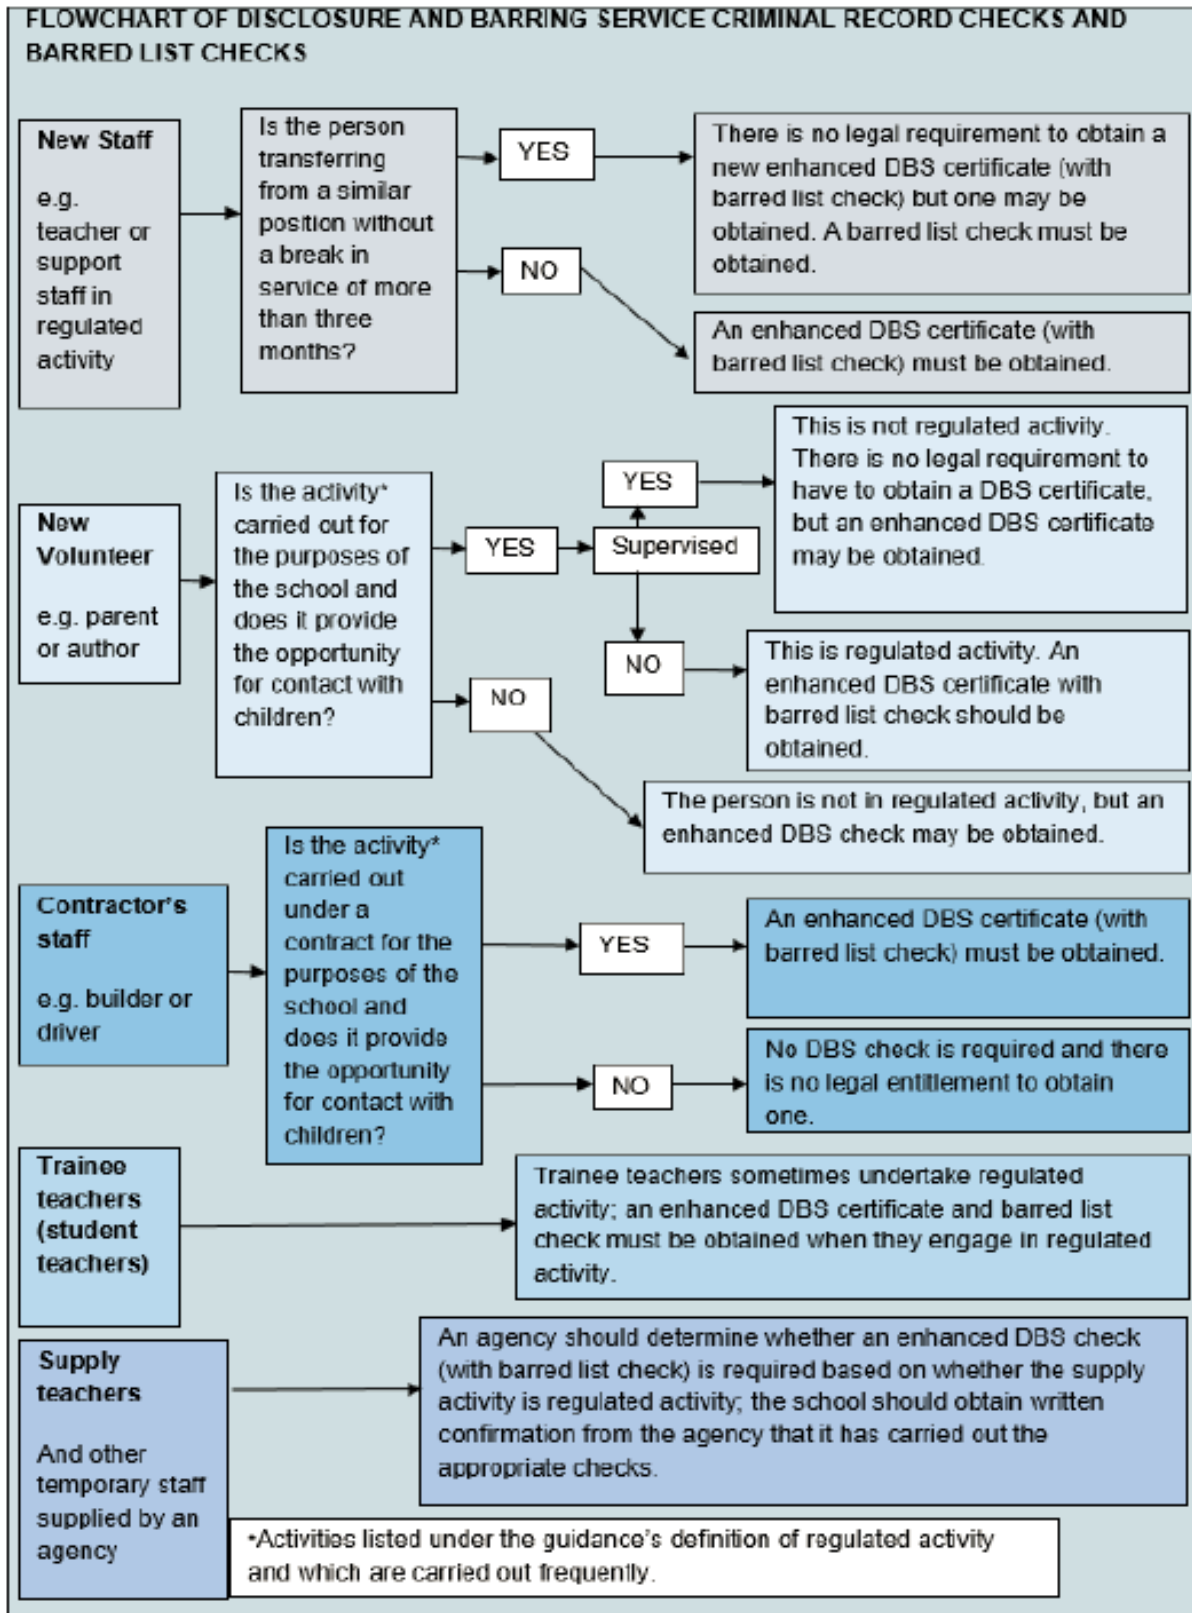 FLOWCHART OF DISCLOSURE AND BARRING SERVICE CRIMINAL RECORD CHECKS AND
BARRED LIST CHECKS
New Staff
e.g.
teacher or
support
staff in
regulated
activity
Is the person
transferring
from a similar
position without
a break in
service of more
than three
months?
YES
There is no legal requirement to obtain a
new enhanced DBS certificate (with
barred list check) but one may be
obtained. A barred list check must be
obtained.
NO
An enhanced DBS certificate (with
barred list check) must be obtained.
New
Volunteer
e.g. parent
or author
Is the activity*
carried out for
the purposes of
the school and
does it provide
the opportunity
for contact with
children?
YES
Supervised
YES
This is not regulated activity.
There is no legal requirement to
have to obtain a DBS certificate,
but an enhanced DBS certificate
may be obtained.
NO
This is regulated activity. An
enhanced DBS certificate with
barred list check should be
obtained.
NO
The person is not in regulated activity, but an
enhanced DBS check may be obtained.
Contractor's
staff
e.g. builder or
driver
Is the activity*
carried out
under a
contract for the
purposes of the
school and
does it provide
the opportunity
for contact with
children?
YES
An enhanced DBS certificate (with
barred list check) must be obtained.
NO
No DBS check is required and there
is no legal entitlement to obtain
one.
Trainee
teachers
(student
teachers)
Trainee teachers sometimes undertake regulated
activity; an enhanced DBS certificate and barred list
check must be obtained when they engage in regulated
activity.
Supply
teachers
And other
temporary staff
supplied by an
agency
An agency should determine whether an enhanced DBS check
(with barred list check) is required based on whether the supply
activity is regulated activity; the school should obtain written
confirmation from the agency that it has carried out the
appropriate checks.
*Activities listed under the guidance's definition of regulated activity
and which are carried out frequently.